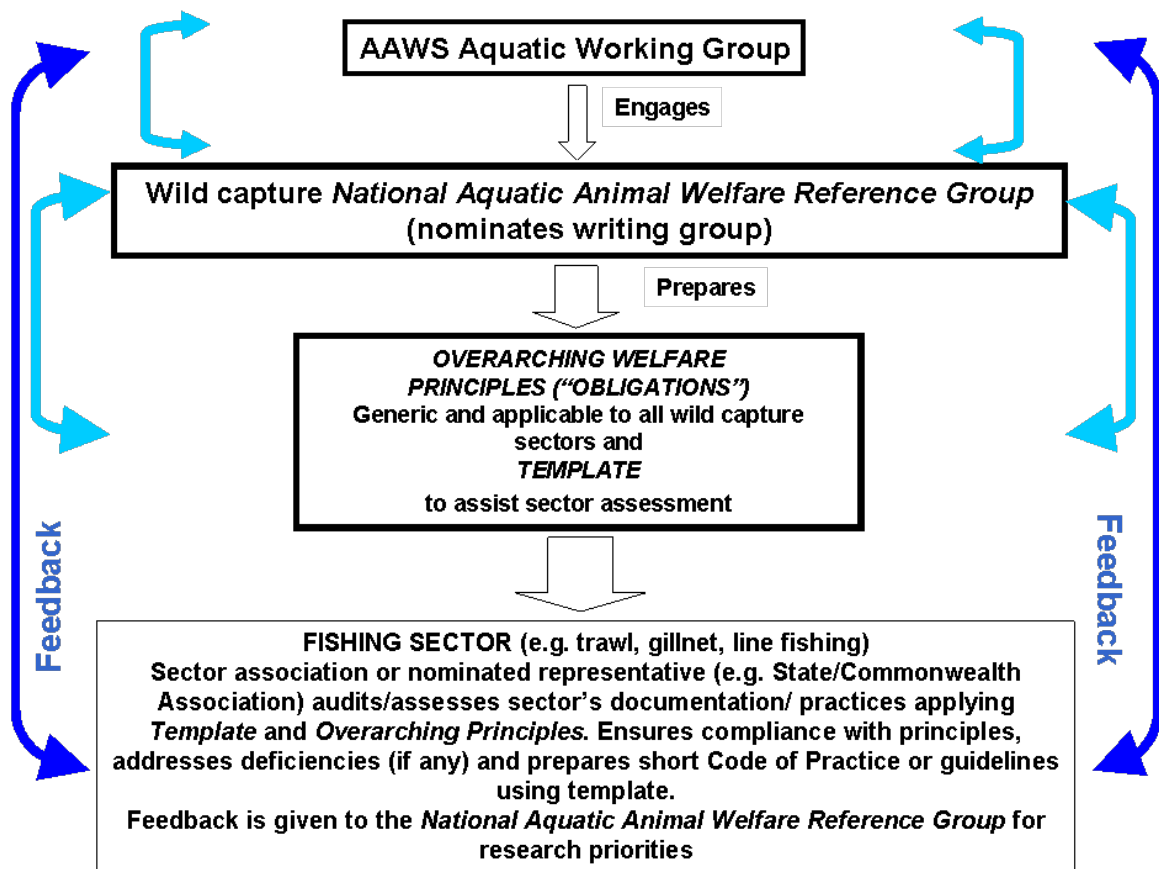 AAWS Aquatic Working Group
Engages
Wild capture National Aquatic Animal Welfare Reference Group
(nominates writing group)
Prepares
OVERARCHING WELFARE
PRINCIPLES (“OBLIGATIONS”)
Generic and applicable to all wild capture
sectors and
TEMPLATE
to assist sector assessment
Feedback
Feedback
FISHING SECTOR (e.g. trawl, gillnet, line fishing)
Sector association or nominated representative (e.g. State/Commonwealth
Association) audits/assesses sector’s documentation/ practices applying
Template and Overarching Principles. Ensures compliance with principles,
addresses deficiencies (if any) and prepares short Code of Practice or guidelines
using template.
Feedback is given to the National Aquatic Animal Welfare Reference Group for
research priorities